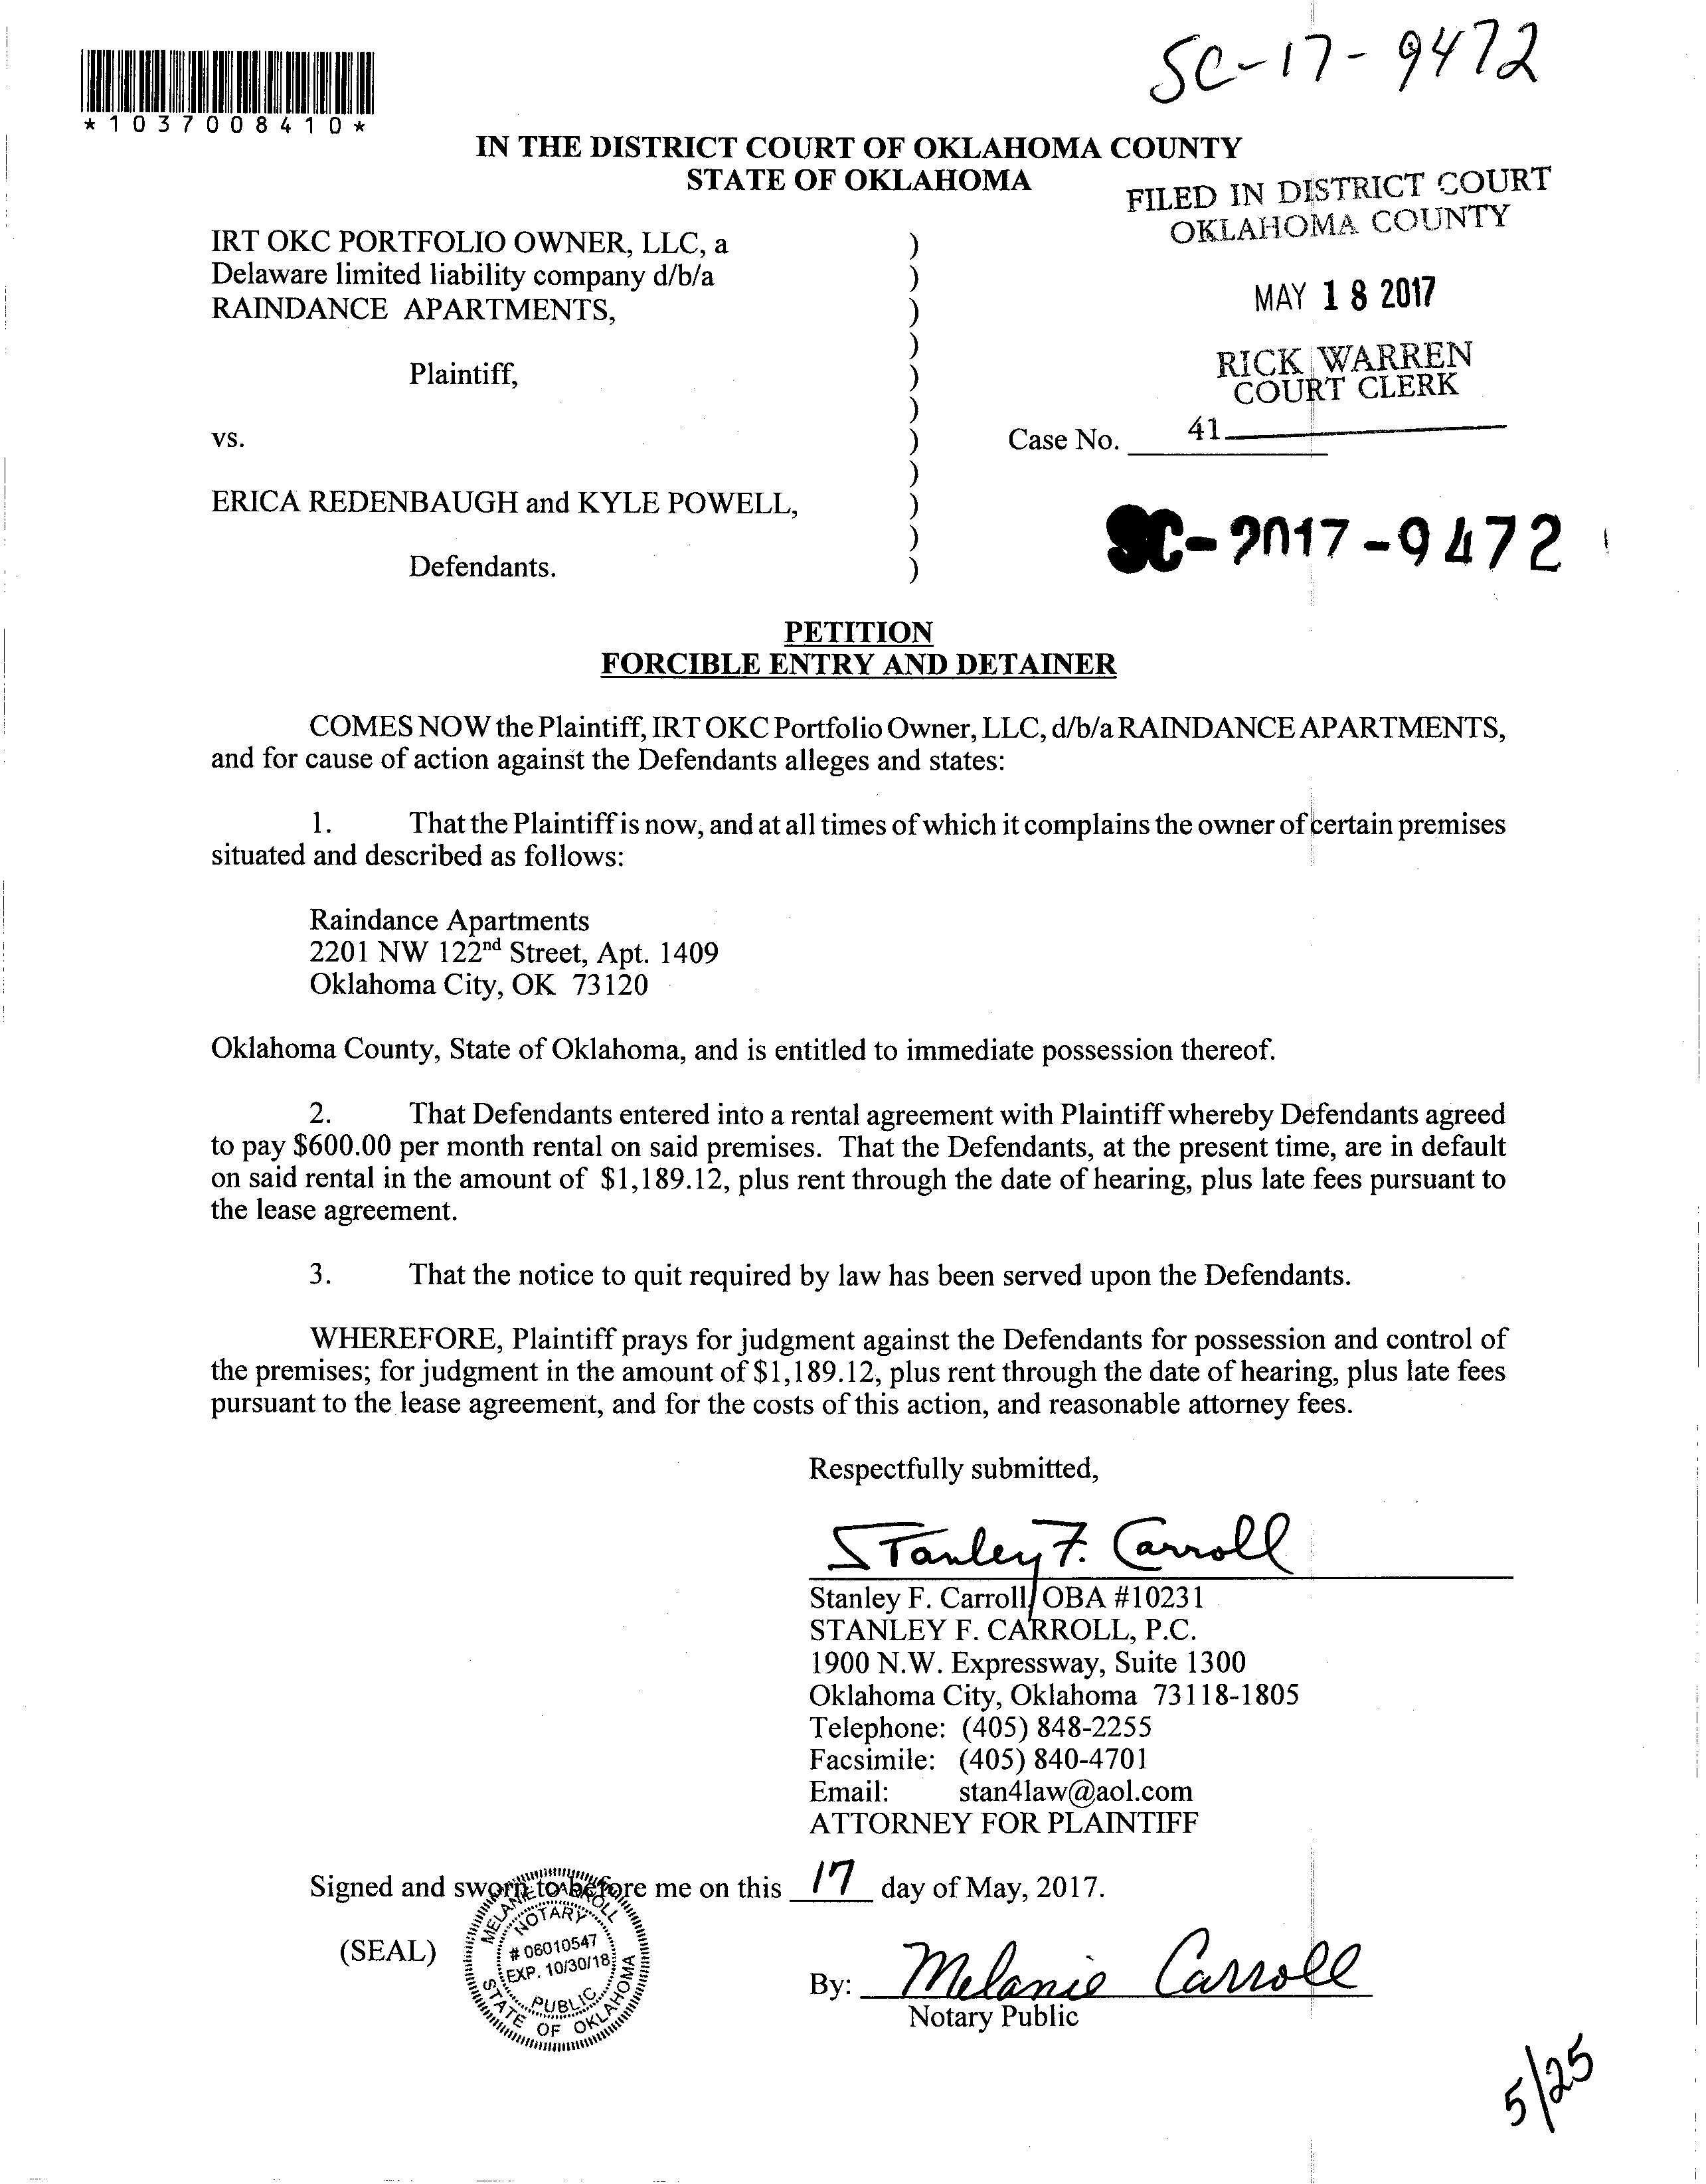 SC-17-9472
*1037008410*
IN THE DISTRICT COURT OF OKLAHOMA COUNTY
STATE OF OKLAHOMA
FILED IN DISTRICT COURT
OKLAHOMA COUNTY
IRT OKC PORTFOLIO OWNER, LLC, a )
Delaware limited liability company d/b/a )
RAINDANCE APARTMENTS, )
MAY 18 2017
)
RICK WARREN
COURT CLERK
Plaintiff, )
)
vs. ) Case No. 41
)
ERICA REDENBAUGH and KYLE POWELL, )
)
SC-2017-9472
Defendants. )
PETITION
FORCIBLE ENTRY AND DETAINER
COMES NOW the Plaintiff, IRT OKC Portfolio Owner, LLC, d/b/a RAINDANCE APARTMENTS,
and for cause of action against the Defendants alleges and states:
1. That the Plaintiff is now, and at all times of which it complains the owner of certain premises
situated and described as follows:
Raindance Apartments
2201 NW 122nd Street, Apt. 1409
Oklahoma City, OK 73120
Oklahoma County, State of Oklahoma, and is entitled to immediate possession thereof.
2. That Defendants entered into a rental agreement with Plaintiff whereby Defendants agreed
to pay $600.00 per month rental on said premises. That the Defendants, at the present time, are in default
on said rental in the amount of $1,189.12, plus rent through the date of hearing, plus late fees pursuant to
the lease agreement.
3. That the notice to quit required by law has been served upon the Defendants.
WHEREFORE, Plaintiff prays for judgment against the Defendants for possession and control of
the premises; for judgment in the amount of $1,189.12, plus rent through the date of hearing, plus late fees
pursuant to the lease agreement, and for the costs of this action, and reasonable attorney fees.
Respectfully submitted,
Stanley F. Carroll
Stanley F. Carroll, OBA #10231
STANLEY F. CARROLL, P.C.
1900 N.W. Expressway, Suite 1300
Oklahoma City, Oklahoma 73118-1805
Telephone: (405) 848-2255
Facsimile: (405) 840-4701
Email: stan4law@aol.com
ATTORNEY FOR PLAINTIFF
Signed and sworn to before me on this 17 day of May, 2017.
(SEAL)
MELANIE CARROLL
NOTARY
# 06010547
EXP. 10/30/18
PUBLIC
STATE OF OKLAHOMA
By: Melanie Carroll
Notary Public
5/25